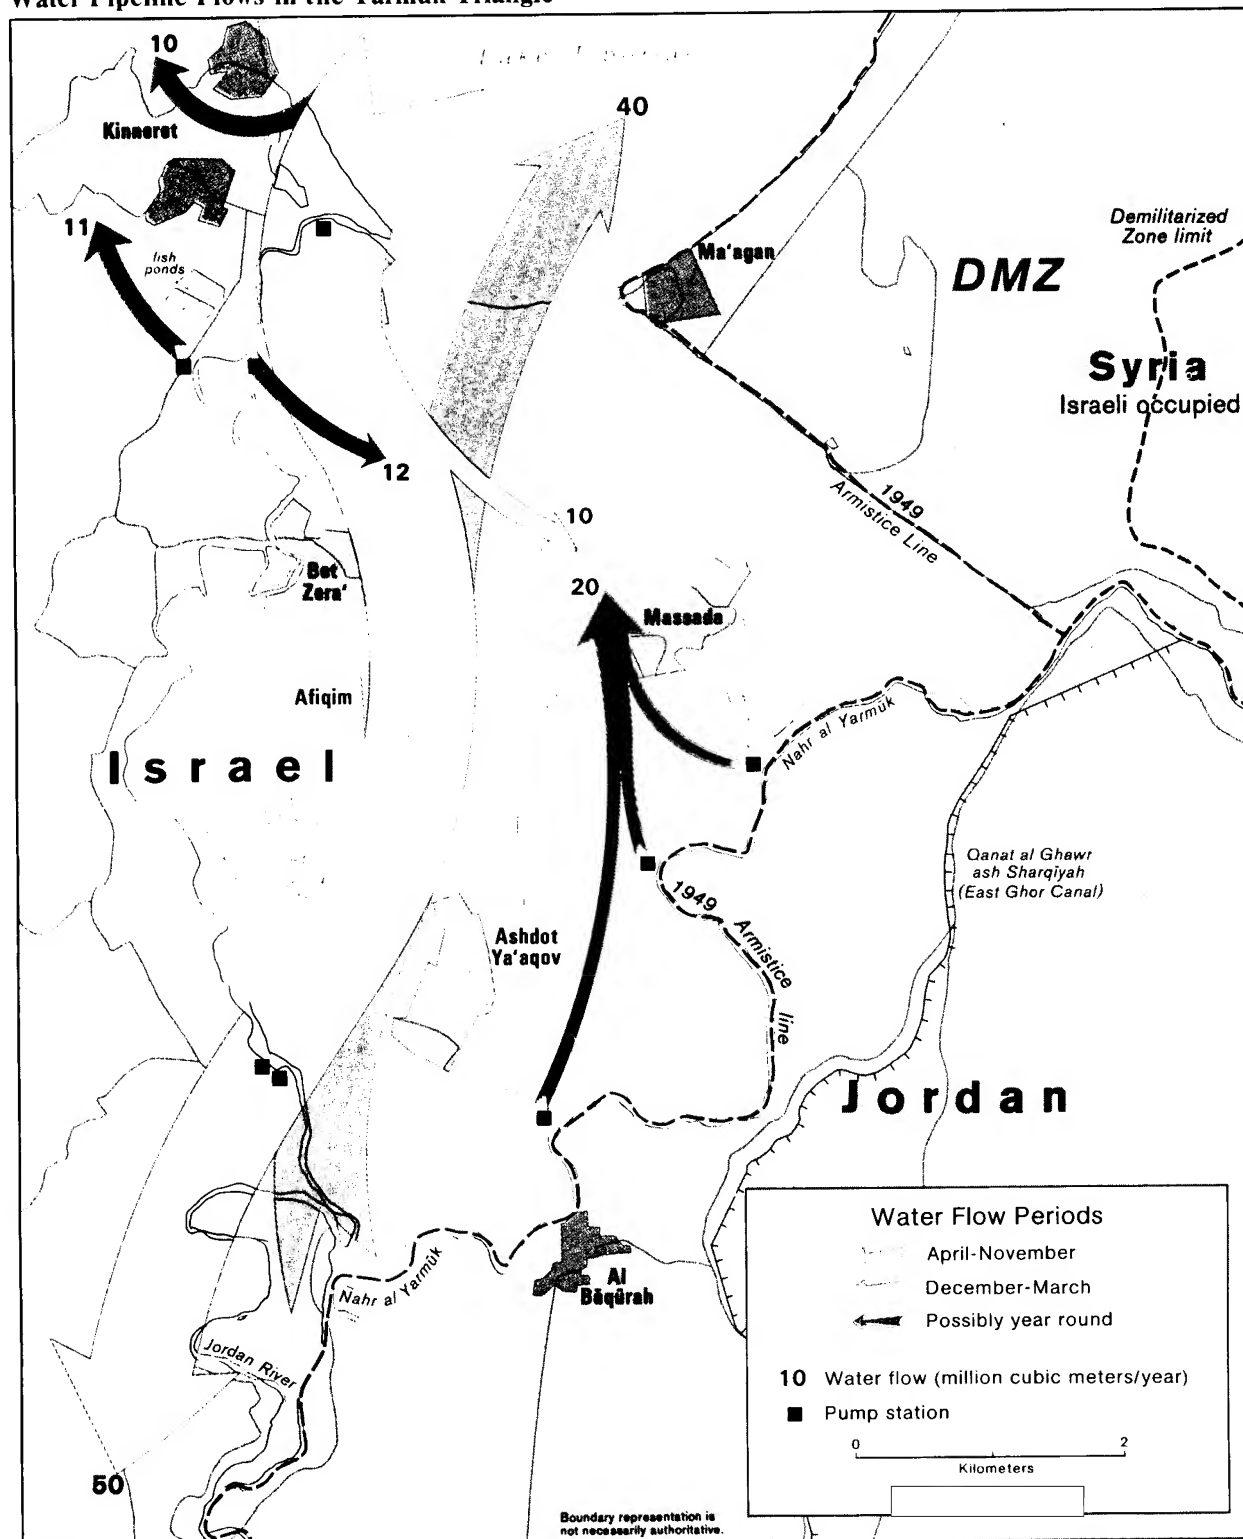 Water Pipeline Flows in the Yarmuk Triangle
10
Kinneret
40
11
fish
ponds
Ma'agan
Demilitarized
Zone limit
DMZ
Syria
Israeli occupied
12
1949
Armistice Line
10
Bet
Zera'
20
Massada
Afiqim
Israel
Nahr al Yarmūk
Qanat al Ghawr
ash Sharqīyah
(East Ghor Canal)
1949 Armistice line
Ashdot
Ya'aqov
Jordan
Nahr al Yarmūk
Al
Bāqūrah
Jordan River
50
Water Flow Periods
April-November
December-March
Possibly year round
10 Water flow (million cubic meters/year)
Pump station
0 2
Kilometers
Boundary representation is
not necessarily authoritative.